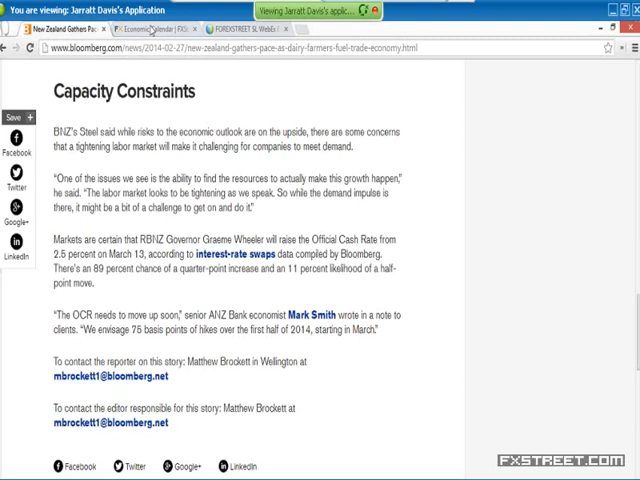 You are viewing: Jarratt Davis's Application
Viewing Jarratt Davis's applic...
New Zealand Gathers Pac
FX Economic Calendar | FXS
FOREXSTREET SL WebEx E
www.bloomberg.com/news/2014-02-27/new-zealand-gathers-pace-as-dairy-farmers-fuel-trade-economy.html
Capacity Constraints
Save +
Facebook
Twitter
Google+
LinkedIn
BNZ's Steel said while risks to the economic outlook are on the upside, there are some concerns
that a tightening labor market will make it challenging for companies to meet demand.
“One of the issues we see is the ability to find the resources to actually make this growth happen,”
he said. “The labor market looks to be tightening as we speak. So while the demand impulse is
there, it might be a bit of a challenge to get on and do it.”
Markets are certain that RBNZ Governor Graeme Wheeler will raise the Official Cash Rate from
2.5 percent on March 13, according to interest-rate swaps data compiled by Bloomberg.
There's an 89 percent chance of a quarter-point increase and an 11 percent likelihood of a half-
point move.
“The OCR needs to move up soon,” senior ANZ Bank economist Mark Smith wrote in a note to
clients. “We envisage 75 basis points of hikes over the first half of 2014, starting in March.”
To contact the reporter on this story: Matthew Brockett in Wellington at
mbrockett1@bloomberg.net
To contact the editor responsible for this story: Matthew Brockett at
mbrockett1@bloomberg.net
Facebook Twitter Google+ LinkedIn
FXSTREET.COM